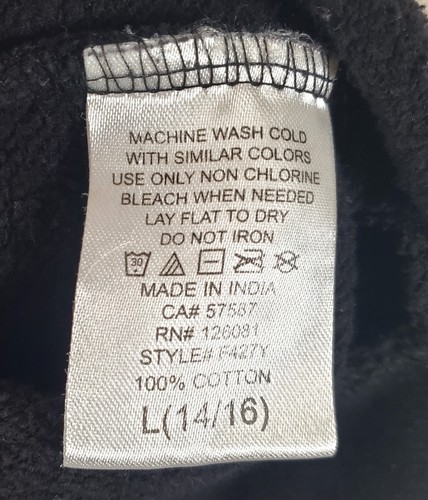 MACHINE WASH COLD
WITH SIMILAR COLORS
USE ONLY NON CHLORINE
BLEACH WHEN NEEDED
LAY FLAT TO DRY
DO NOT IRON
30
MADE IN INDIA
CA# 57587
RN# 126081
STYLE# F427Y
100% COTTON
L(14/16)